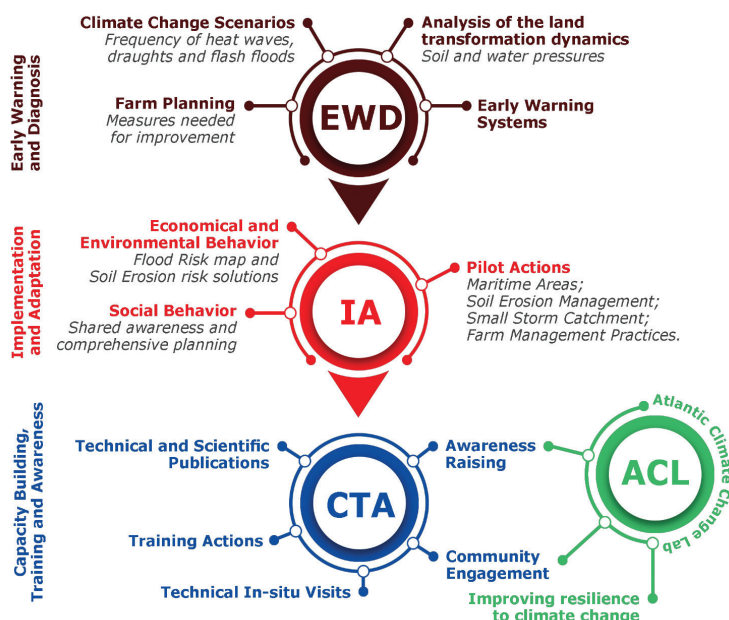 Early Warning
and Diagnosis
Climate Change Scenarios
Frequency of heat waves,
draughts and flash floods
Analysis of the land
transformation dynamics
Soil and water pressures
Farm Planning
Measures needed
for improvement
EWD
Early Warning
Systems
Implementation
and Adaptation
Economical and
Environmental Behavior
Flood Risk map and
Soil Erosion risk solutions
Social Behavior
Shared awareness and
comprehensive planning
IA
Pilot Actions
Maritime Areas;
Soil Erosion Management;
Small Storm Catchment;
Farm Management Practices.
Capacity Building,
Training and Awareness
Technical and Scientific
Publications
Training Actions
Technical In-situ Visits
CTA
Awareness
Raising
Community
Engagement
Atlantic Climate Change Lab
ACL
Improving resilience
to climate change